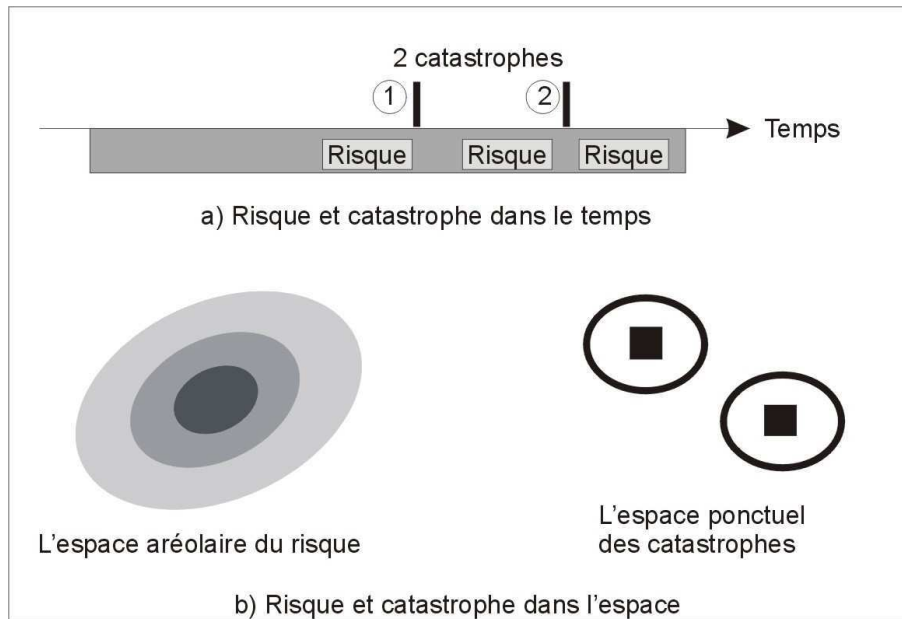 2 catastrophes
1
2
Temps
Risque
Risque
Risque
a) Risque et catastrophe dans le temps
L'espace aréolaire du risque
L'espace ponctuel
des catastrophes
b) Risque et catastrophe dans l'espace